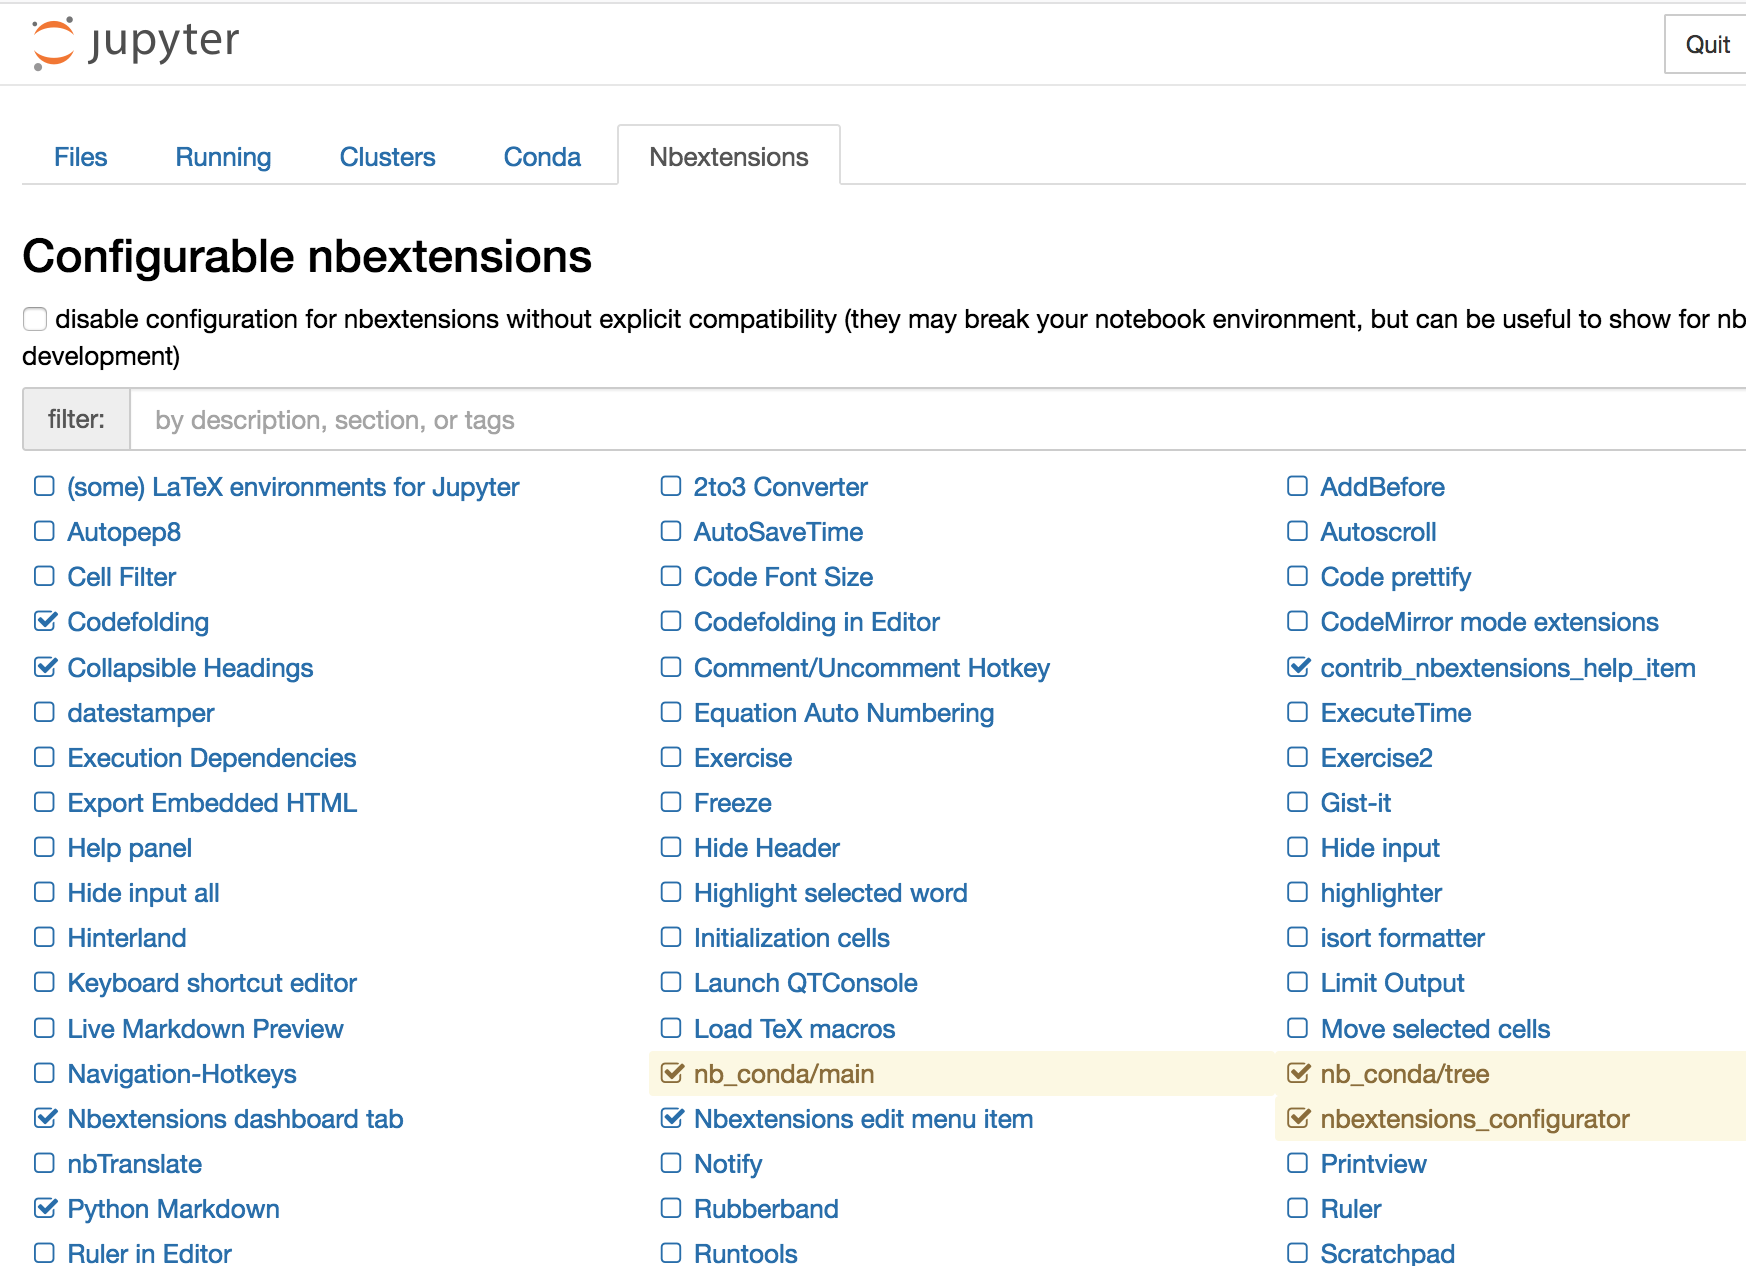 jupyter
Quit
Files Running Clusters Conda Nbextensions
Configurable nbextensions
disable configuration for nbextensions without explicit compatibility (they may break your notebook environment, but can be useful to show for nb
development)
filter: by description, section, or tags
(some) LaTeX environments for Jupyter 2to3 Converter AddBefore
Autopep8 AutoSaveTime Autoscroll
Cell Filter Code Font Size Code prettify
Codefolding Codefolding in Editor CodeMirror mode extensions
Collapsible Headings Comment/Uncomment Hotkey contrib_nbextensions_help_item
datestamper Equation Auto Numbering ExecuteTime
Execution Dependencies Exercise Exercise2
Export Embedded HTML Freeze Gist-it
Help panel Hide Header Hide input
Hide input all Highlight selected word highlighter
Hinterland Initialization cells isort formatter
Keyboard shortcut editor Launch QTConsole Limit Output
Live Markdown Preview Load TeX macros Move selected cells
Navigation-Hotkeys nb_conda/main nb_conda/tree
Nbextensions dashboard tab Nbextensions edit menu item nbextensions_configurator
nbTranslate Notify Printview
Python Markdown Rubberband Ruler
Ruler in Editor Runtools Scratchpad